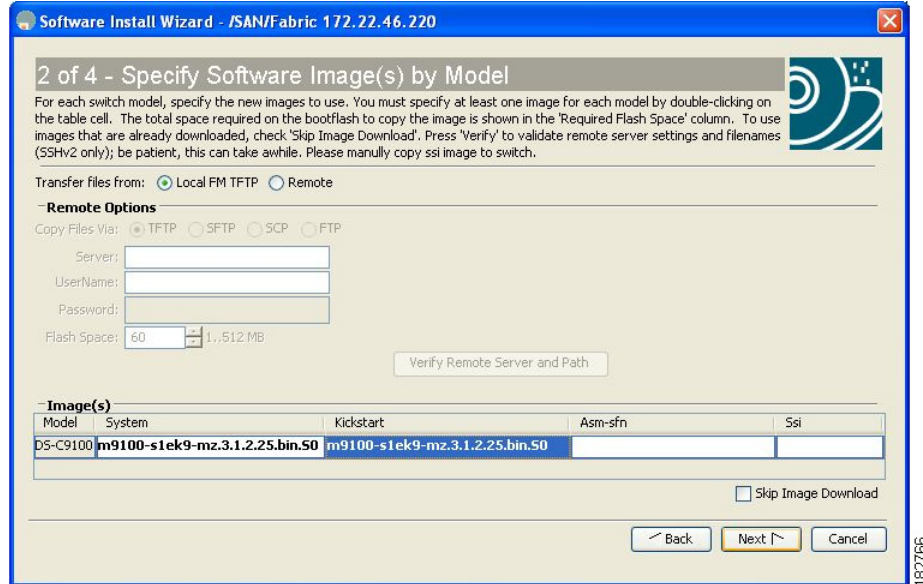 Software Install Wizard - /SAN/Fabric 172.22.46.220
2 of 4 - Specify Software Image(s) by Model
For each switch model, specify the new images to use. You must specify at least one image for each model by double-clicking on
the table cell. The total space required on the bootflash to copy the image is shown in the 'Required Flash Space' column. To use
images that are already downloaded, check 'Skip Image Download'. Press 'Verify' to validate remote server settings and filenames
(SSHv2 only); be patient, this can take awhile. Please manully copy ssi image to switch.
Transfer files from: Local FM TFTP Remote
Remote Options
Copy Files Via: TFTP SFTP SCP FTP
Server:
UserName:
Password:
Flash Space: 60 1..512 MB
Verify Remote Server and Path
Image(s)
Model System Kickstart Asm-sfn Ssi
DS-C9100 m9100-s1ek9-mz.3.1.2.25.bin.S0 m9100-s1ek9-mz.3.1.2.25.bin.S0
Skip Image Download
Back Next Cancel
182766